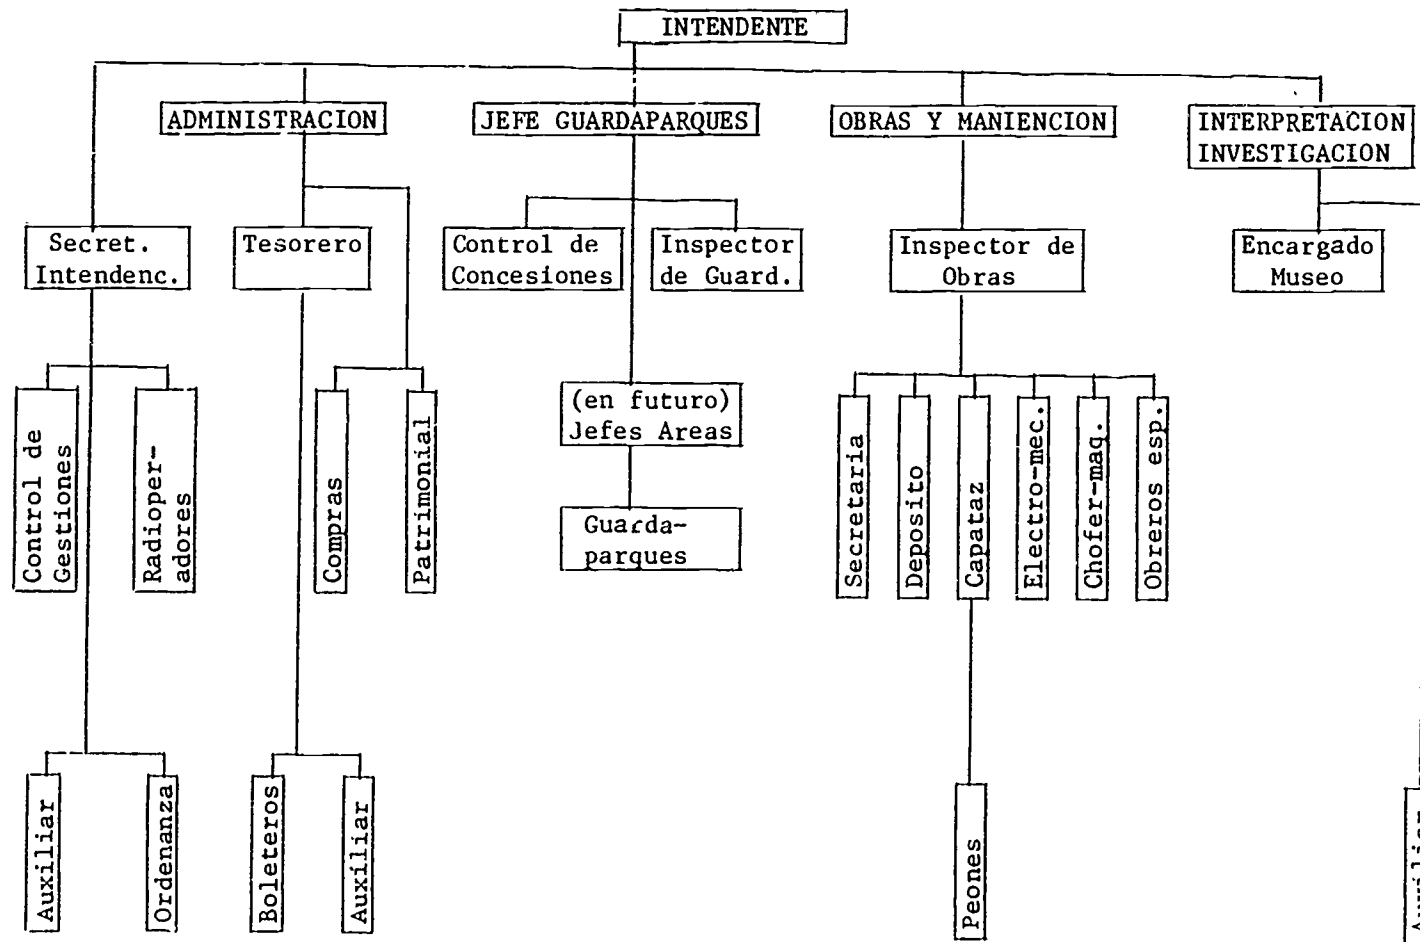 INTENDENTE
ADMINISTRACION
JEFE GUARDAPARQUES
OBRAS Y MANIENCION
INTERPRETACION
INVESTIGACION
Secret.
Intendenc.
Tesorero
Control de
Concesiones
Inspector
de Guard.
Inspector de
Obras
Encargado
Museo
Control de
Gestiones
Radioper-
adores
Compras
Patrimonial
(en futuro)
Jefes Areas
Guarda-
parques
Secretaria
Deposito
Capataz
Electro-mec.
Chofer-maq.
Obreros esp.
Auxiliar
Ordenanza
Boleteros
Auxiliar
Peones